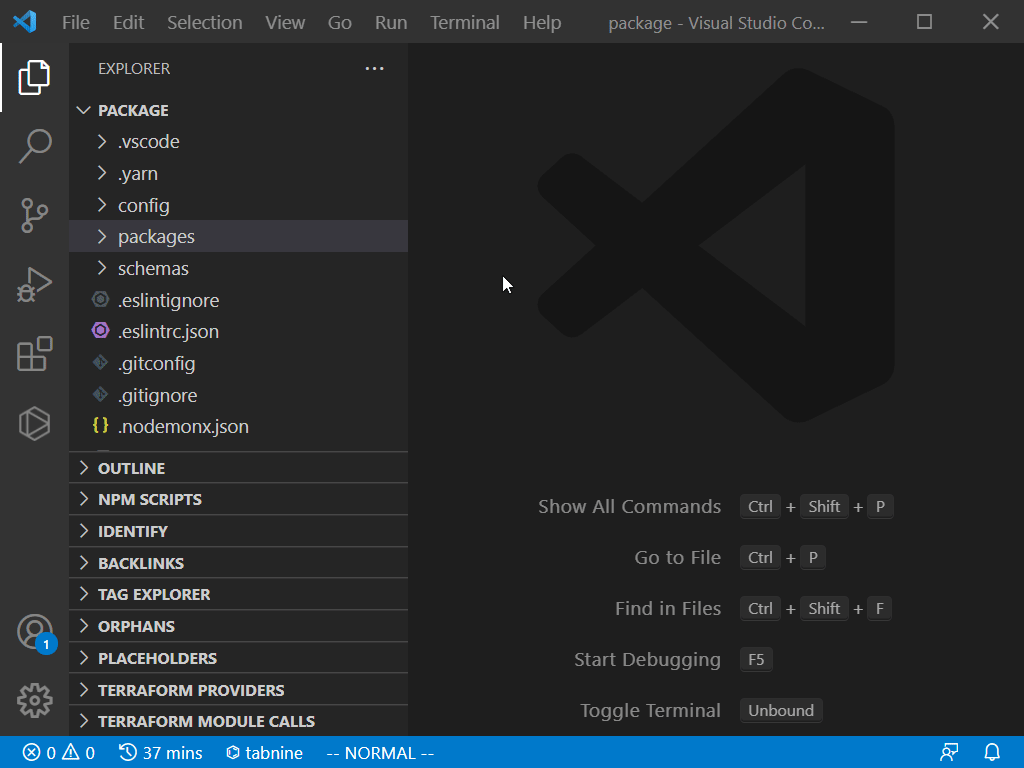 File Edit Selection View Go Run Terminal Help package - Visual Studio Co...
EXPLORER
PACKAGE
.vscode
.yarn
config
packages
schemas
.eslintignore
.eslintrc.json
.gitconfig
.gitignore
{} .nodemonx.json
OUTLINE
NPM SCRIPTS
IDENTIFY
BACKLINKS
TAG EXPLORER
ORPHANS
PLACEHOLDERS
TERRAFORM PROVIDERS
TERRAFORM MODULE CALLS
Show All Commands Ctrl + Shift + P
Go to File Ctrl + P
Find in Files Ctrl + Shift + F
Start Debugging F5
Toggle Terminal Unbound
1
0 0 37 mins tabnine -- NORMAL --